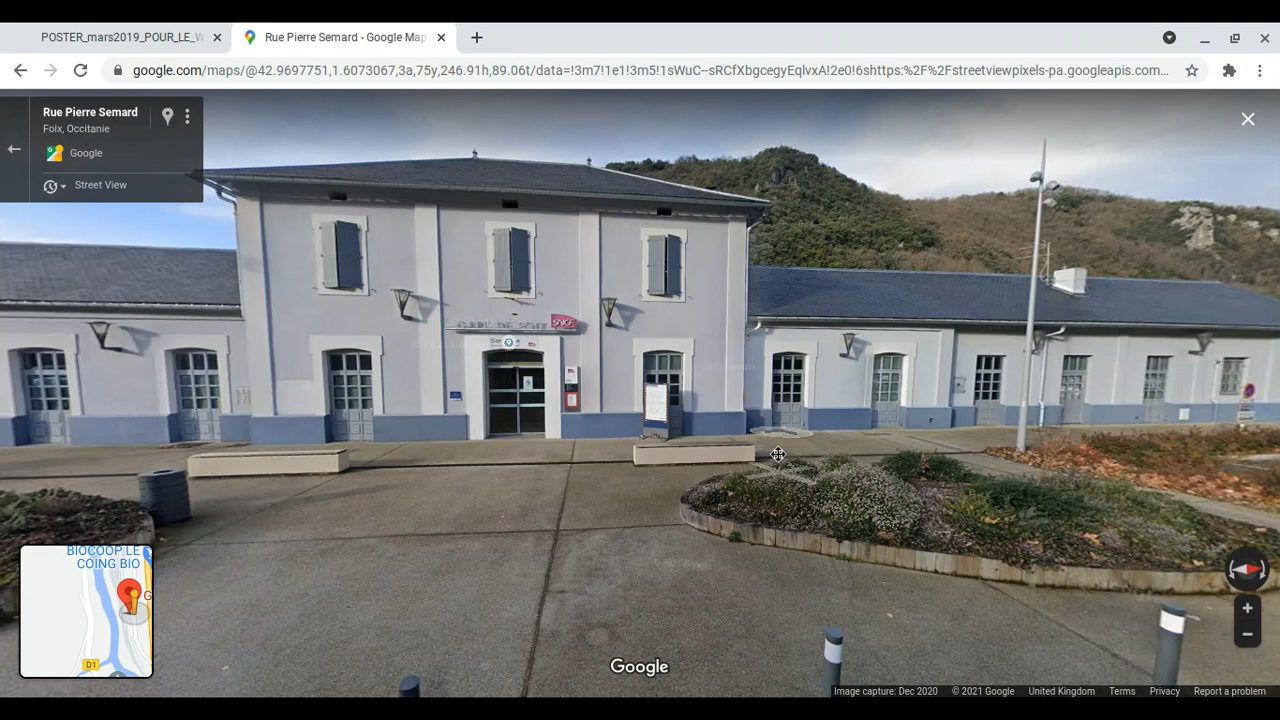 POSTER_mars2019_POUR_LE_W
Rue Pierre Semard - Google Map
google.com/maps/@42.9697751,1.6073067,3a,75y,246.91h,89.06t/data=!3m7!1e1!3m5!1sWuC--sRCfXbgcegyEqlvxA!2e0!6shttps:%2F%2Fstreetviewpixels-pa.googleapis.com...
Rue Pierre Semard
Foix, Occitanie
Google
Street View
GARE DE FOIX
SNCF
BIOCOOP LE
COING BIO
G
D1
Google
Image capture: Dec 2020 © 2021 Google United Kingdom Terms Privacy Report a problem